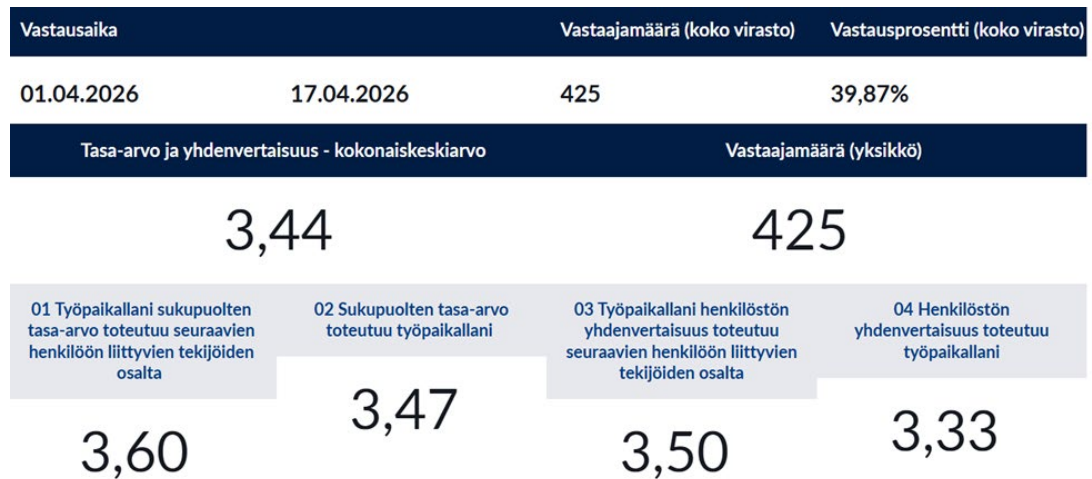 Vastausaika Vastaajamäärä (koko virasto) Vastausprosentti (koko virasto)
01.04.2026 17.04.2026 425 39,87%
Tasa-arvo ja yhdenvertaisuus - kokonaiskeskiarvo Vastaajamäärä (yksikkö)
3,44 425
01 Työpaikallani sukupuolten
tasa-arvo toteutuu seuraavien
henkilöön liittyvien tekijöiden
osalta
3,60
02 Sukupuolten tasa-arvo
toteutuu työpaikallani
3,47
03 Työpaikallani henkilöstön
yhdenvertaisuus toteutuu
seuraavien henkilöön liittyvien
tekijöiden osalta
3,50
04 Henkilöstön
yhdenvertaisuus toteutuu
työpaikallani
3,33